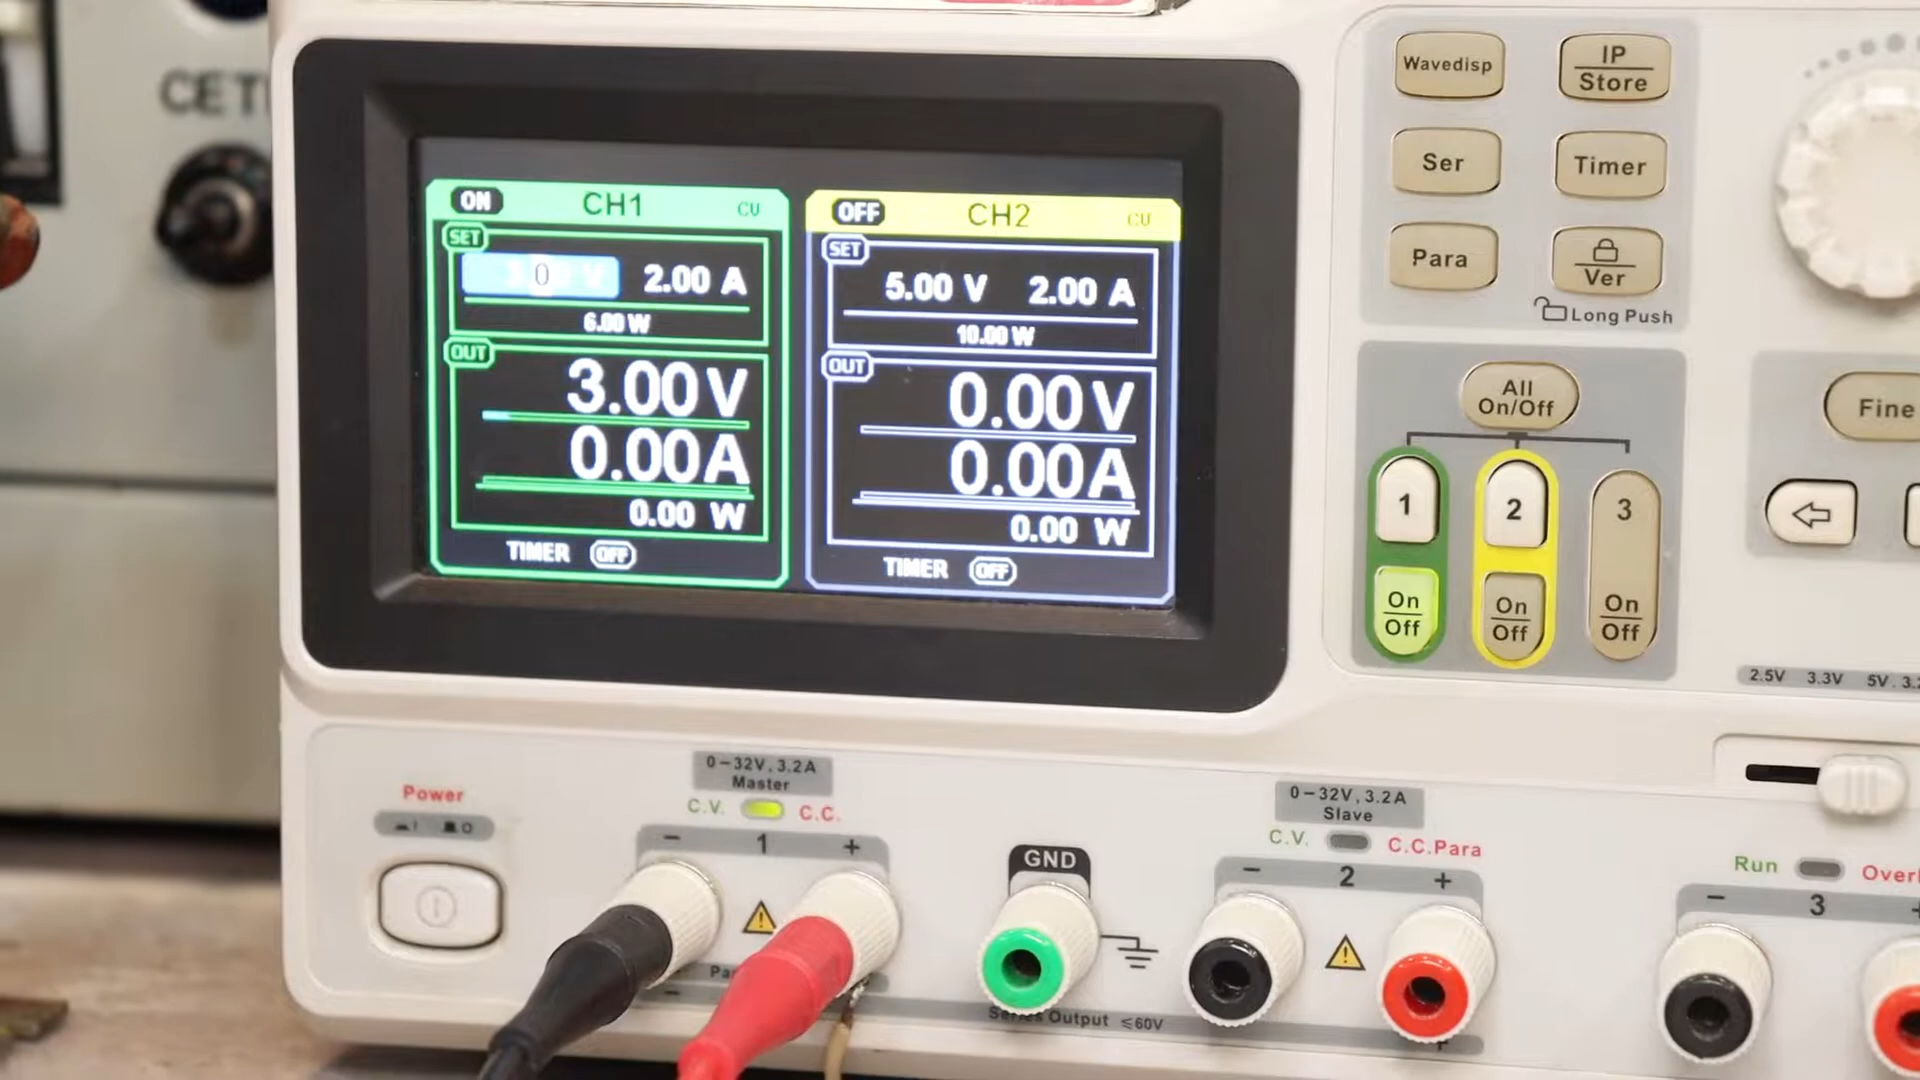 CET
ON CH1 CU
SET
3.00 V 2.00 A
6.00 W
OUT
3.00 V
0.00 A
0.00 W
TIMER OFF
OFF CH2 CU
SET
5.00 V 2.00 A
10.00 W
OUT
0.00 V
0.00 A
0.00 W
TIMER OFF
Wavedisp
IP
Store
Ser
Timer
Para
Ver
Long Push
All
On/Off
1
2
3
On
Off
On
Off
On
Off
Fine
2.5V 3.3V 5V
Power
I O
0-32V, 3.2A
Master
C.V. C.C.
- 1 +
GND
0-32V, 3.2A
Slave
C.V. C.C.Para
- 2 +
Run
- 3 +
Series Output ≤60V
- +